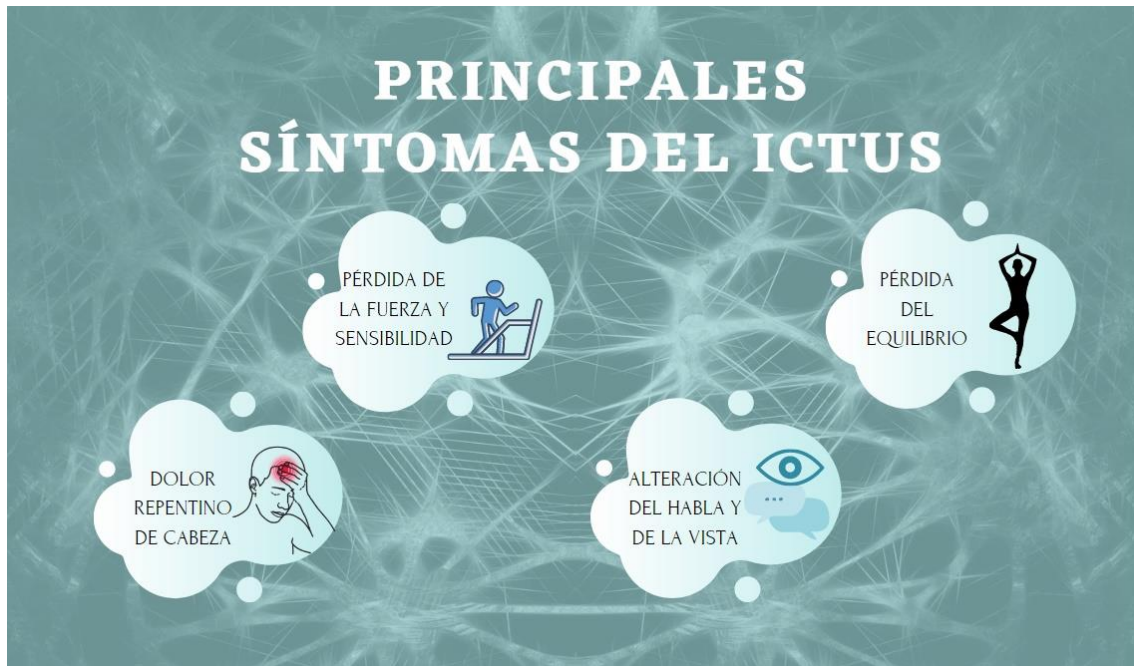 PRINCIPALES
SÍNTOMAS DEL ICTUS
PÉRDIDA DE
LA FUERZA Y
SENSIBILIDAD
PÉRDIDA
DEL
EQUILIBRIO
DOLOR
REPENTINO
DE CABEZA
ALTERACIÓN
DEL HABLA Y
DE LA VISTA